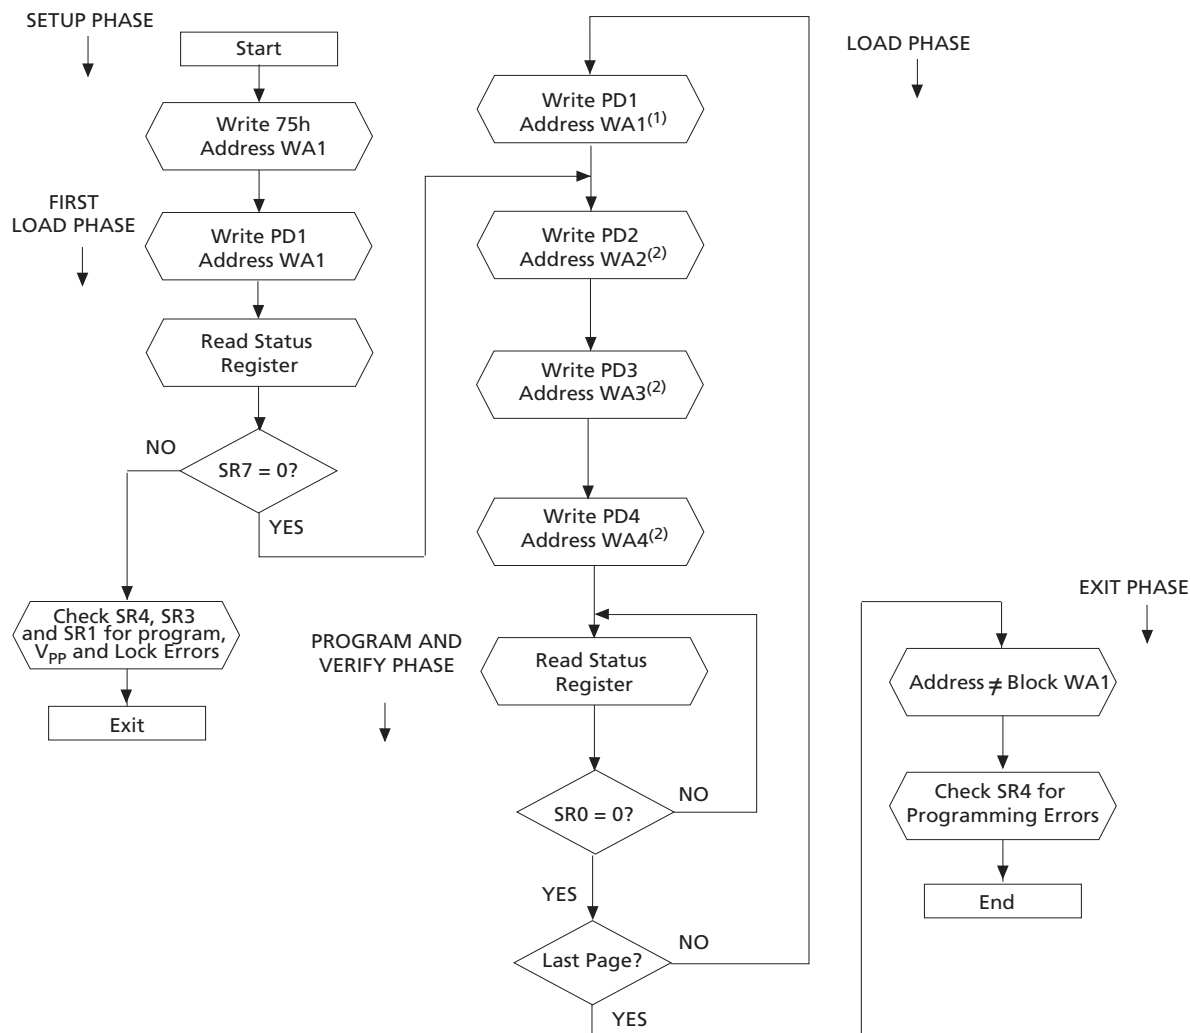 SETUP PHASE
Start
Write 75h
Address WA1
FIRST
LOAD PHASE
Write PD1
Address WA1
Read Status
Register
NO
SR7 = 0?
YES
Check SR4, SR3
and SR1 for program,
VPP and Lock Errors
Exit
LOAD PHASE
Write PD1
Address WA1(1)
Write PD2
Address WA2(2)
Write PD3
Address WA3(2)
Write PD4
Address WA4(2)
PROGRAM AND
VERIFY PHASE
Read Status
Register
SR0 = 0?
NO
YES
Last Page?
NO
YES
EXIT PHASE
Address ≠ Block WA1
Check SR4 for
Programming Errors
End